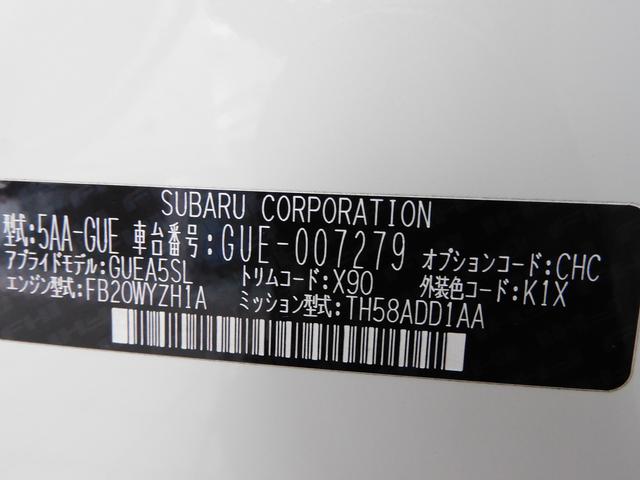 SUBARU CORPORATION
型式:5AA-GUE 車台番号:GUE-007279
アプライドモデル:GUEA5SL トリムコード:X90 オプションコード:CHC
エンジン型式:FB20WYZH1A ミッション型式:TH58ADD1AA 外装色コード:K1X